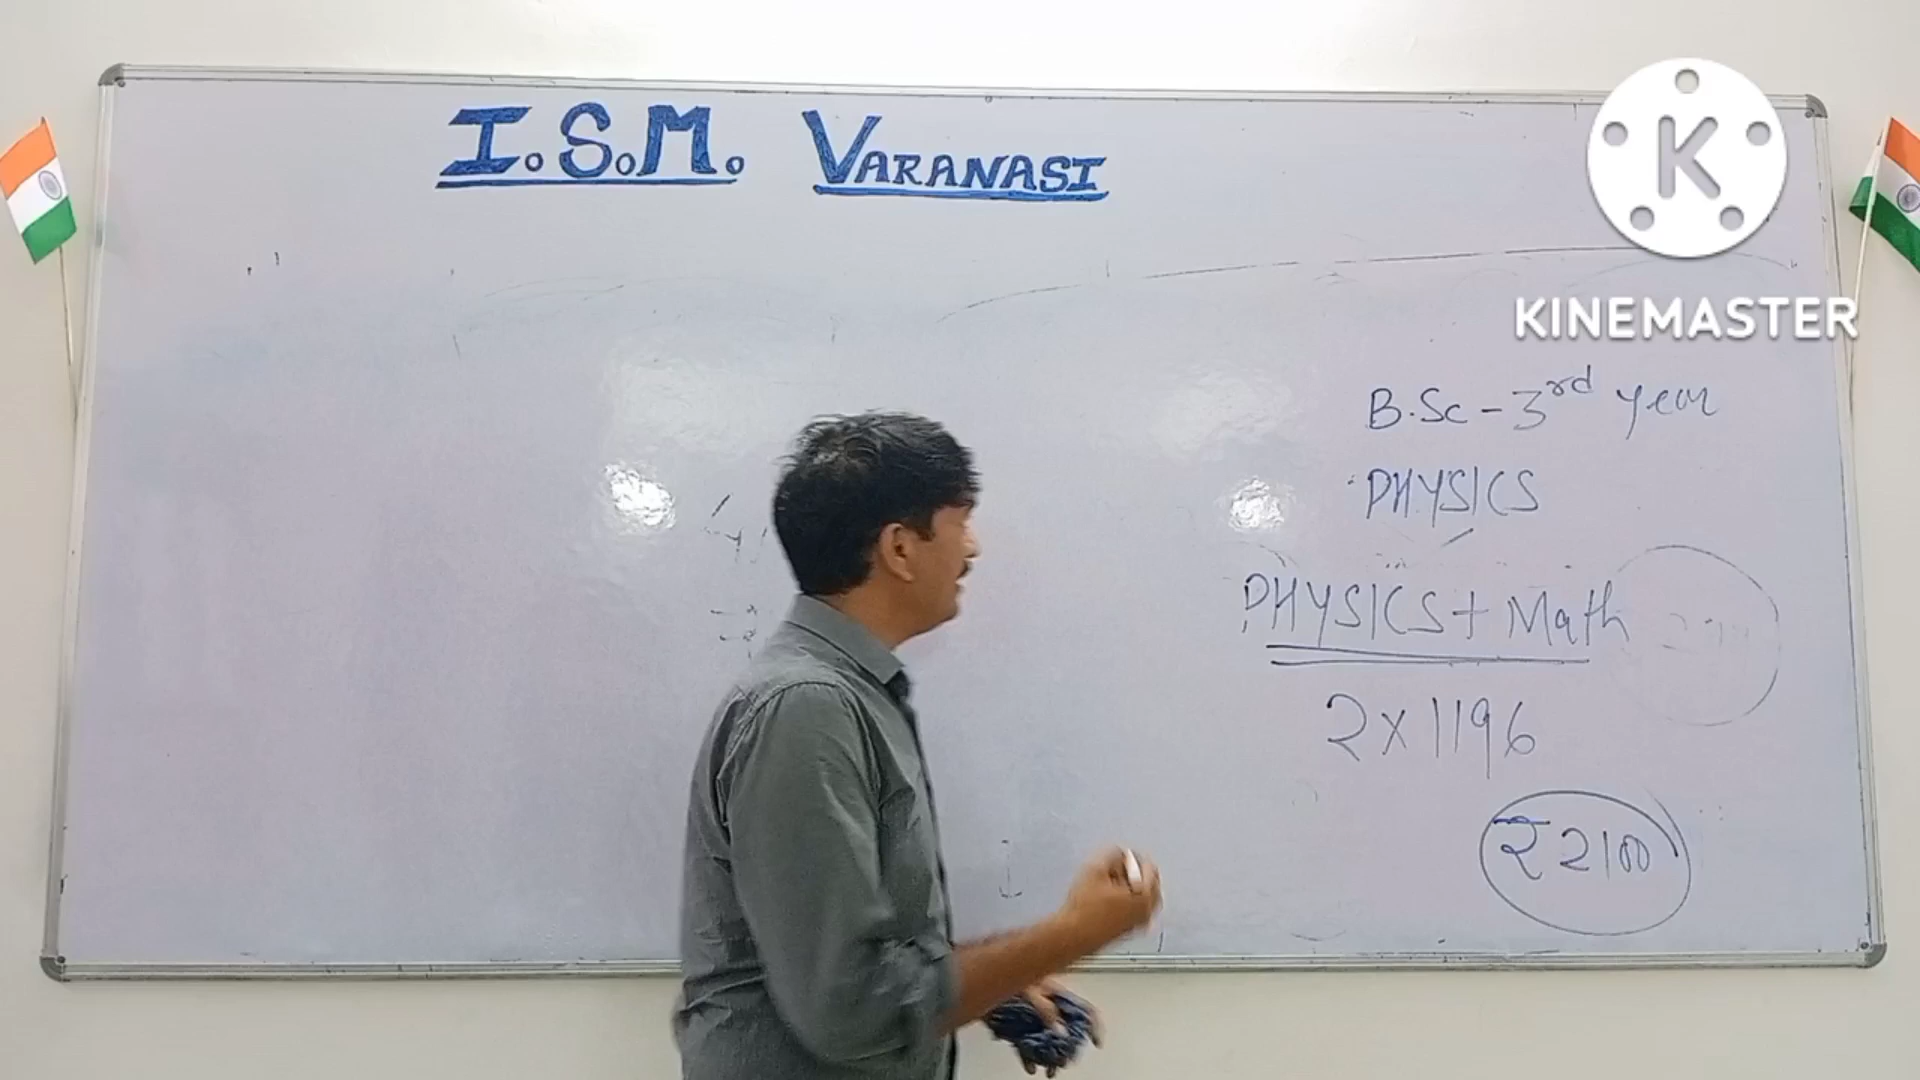 I.S.M. VARANASI
KINEMASTER
B.Sc - 3rd year
PHYSICS
PHYSICS + Math
2 x 1196
₹ 2100